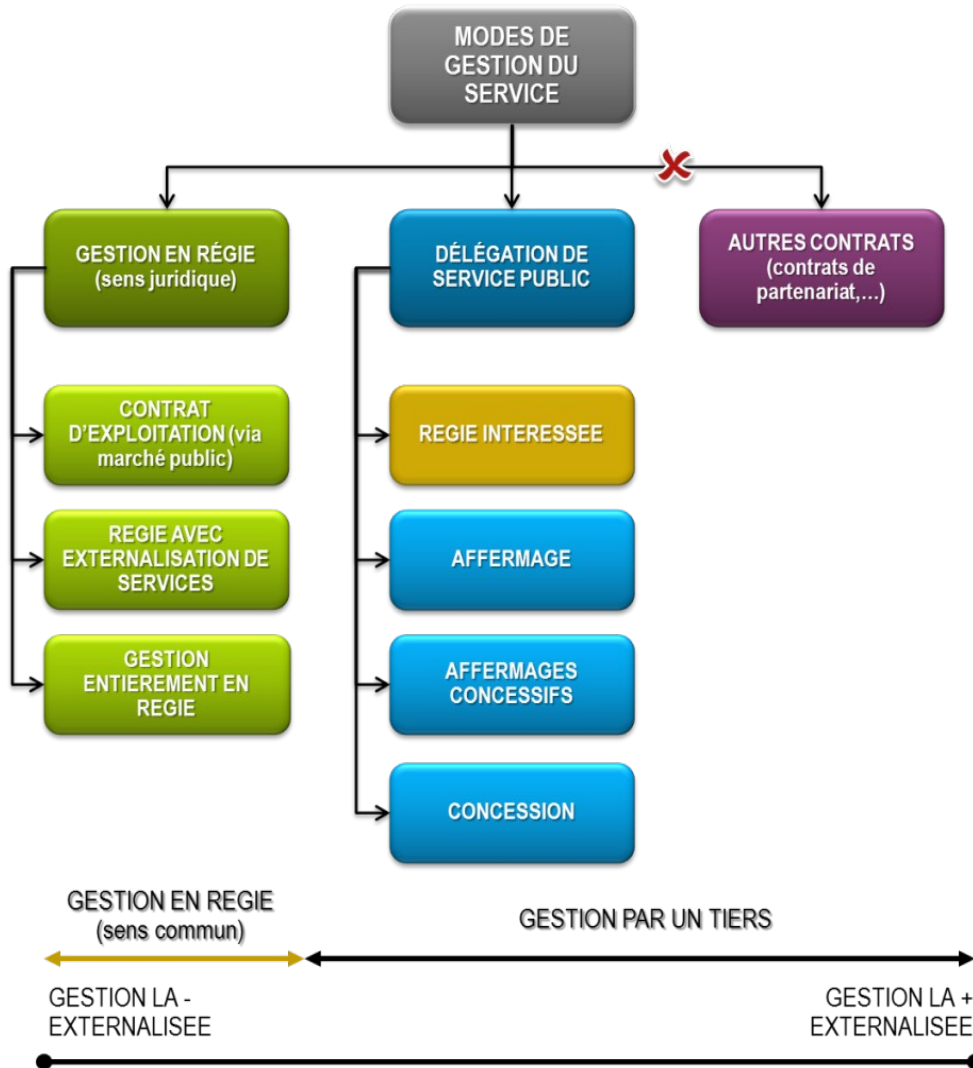 MODES DE
GESTION DU
SERVICE
GESTION EN RÉGIE
(sens juridique)
DÉLÉGATION DE
SERVICE PUBLIC
AUTRES CONTRATS
(contrats de
partenariat,...)
CONTRAT
D'EXPLOITATION (via
marché public)
REGIE INTERESSEE
REGIE AVEC
EXTERNALISATION DE
SERVICES
AFFERMAGE
GESTION
ENTIEREMENT EN
REGIE
AFFERMAGES
CONCESSIFS
CONCESSION
GESTION EN REGIE
(sens commun)
GESTION PAR UN TIERS
GESTION LA -
EXTERNALISEE
GESTION LA +
EXTERNALISEE